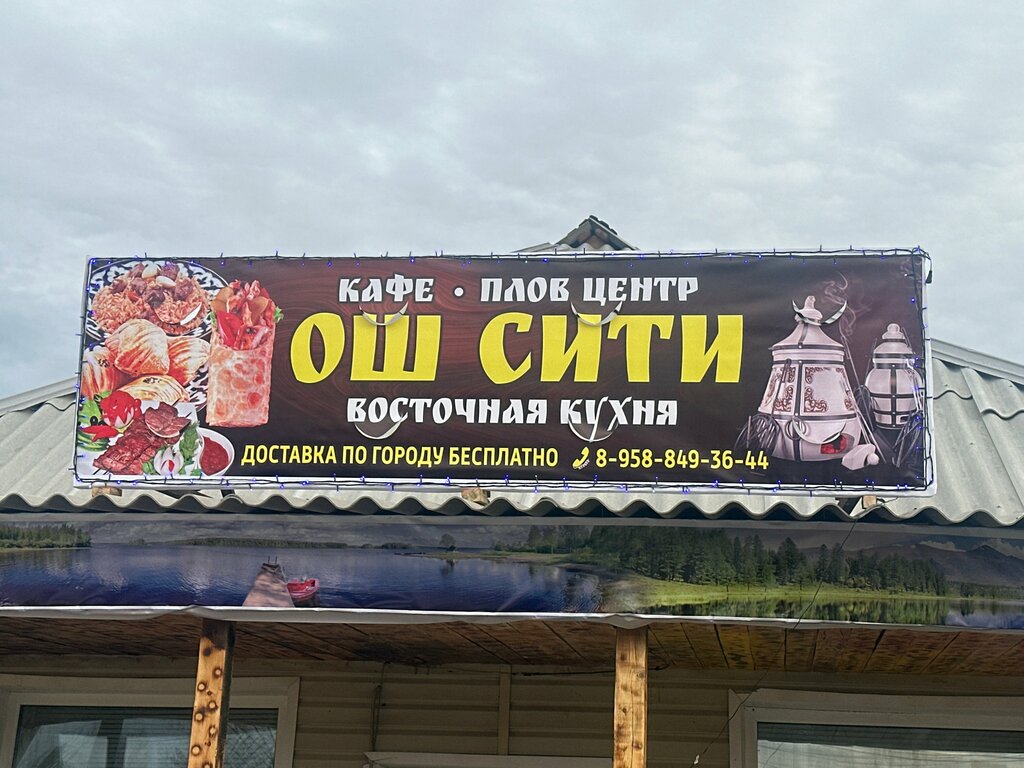 КАФЕ • ПЛОВ ЦЕНТР
ОШ СИТИ
ВОСТОЧНАЯ КУХНЯ
ДОСТАВКА ПО ГОРОДУ БЕСПЛАТНО 8-958-849-36-44